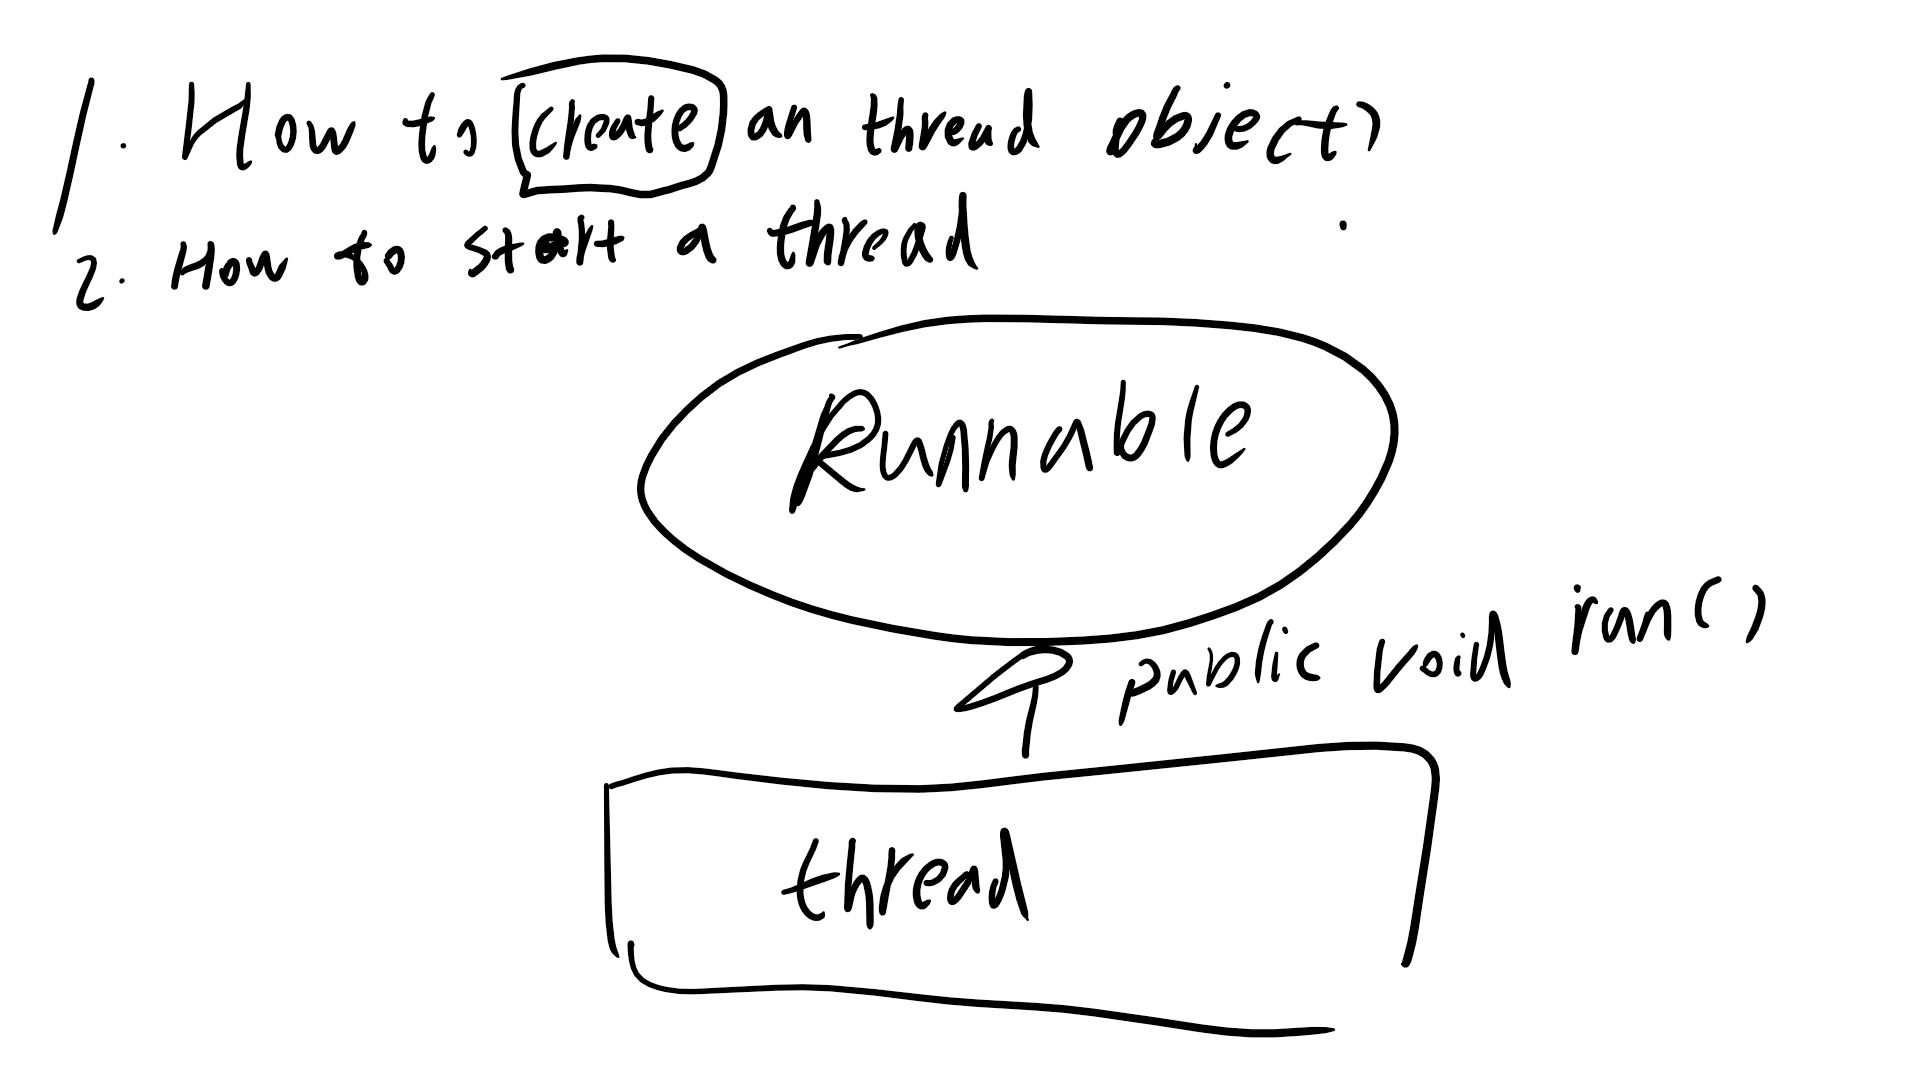 1. How to create an thread object?
2. How to start a thread
Runnable
public void run()
thread